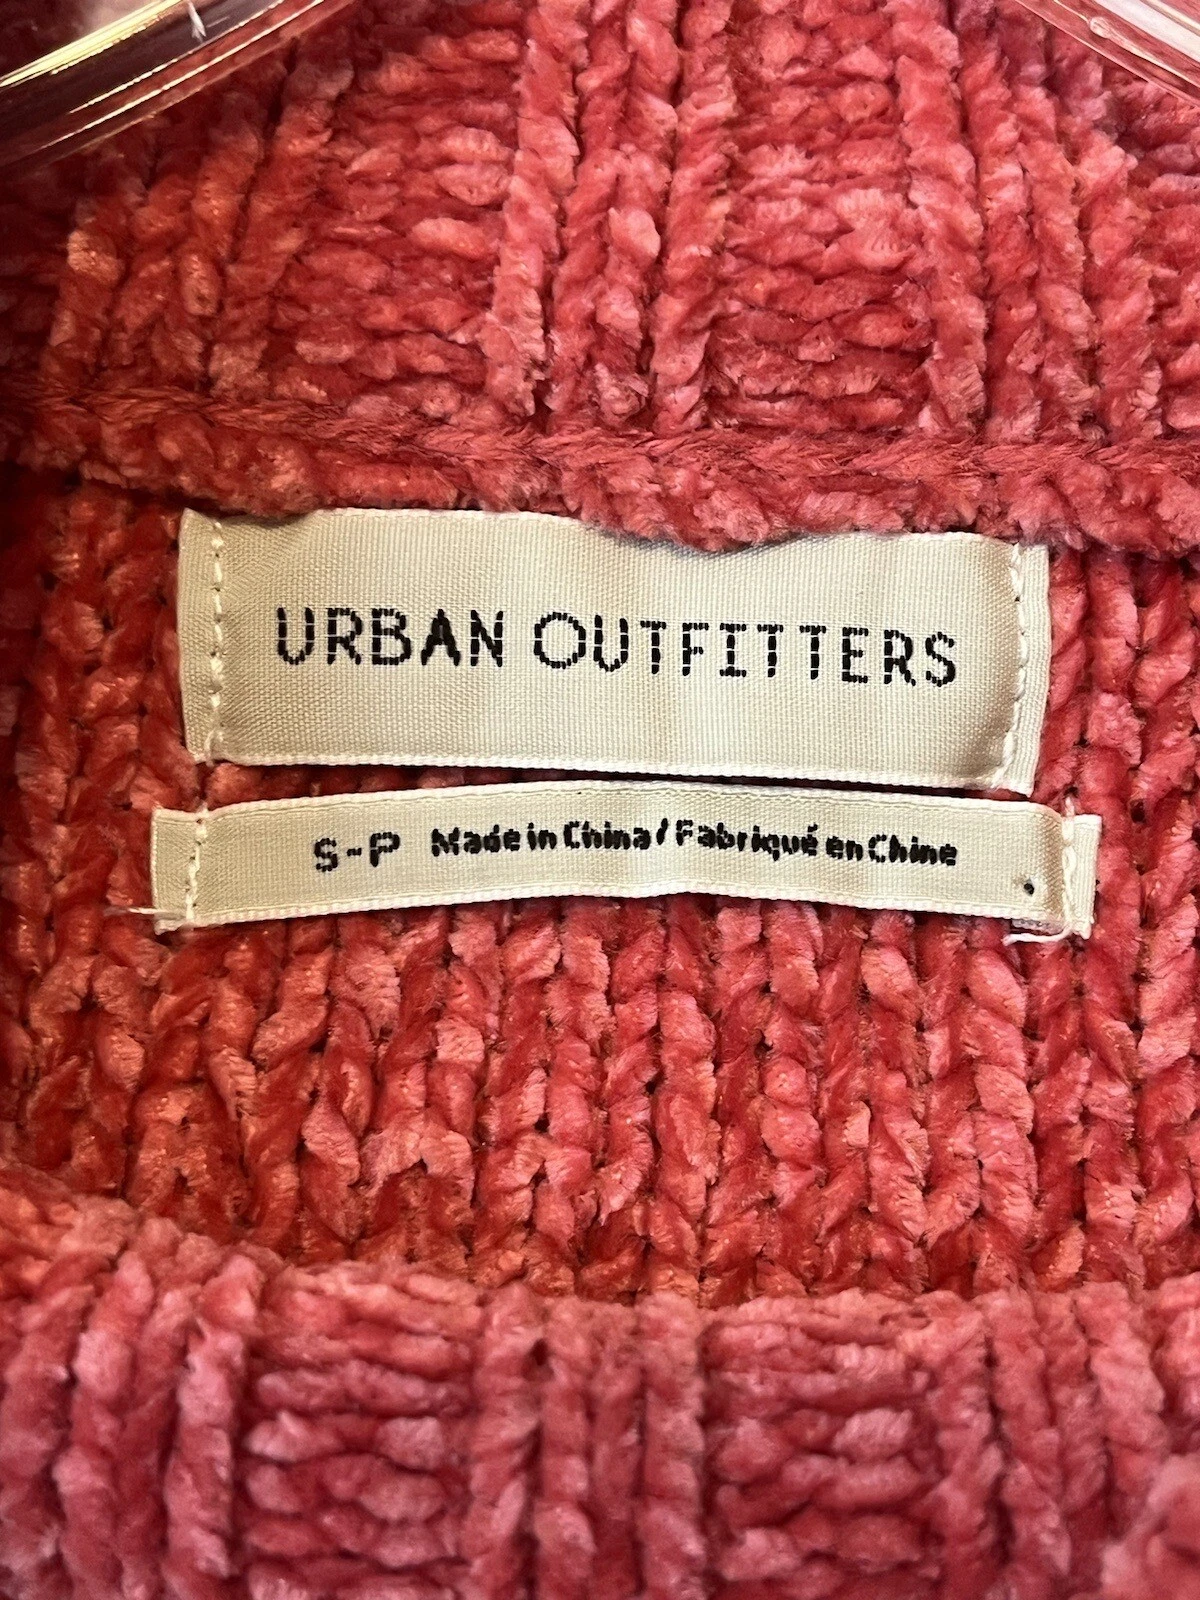 URBAN OUTFITTERS
S-P Made in China / Fabriqué en Chine